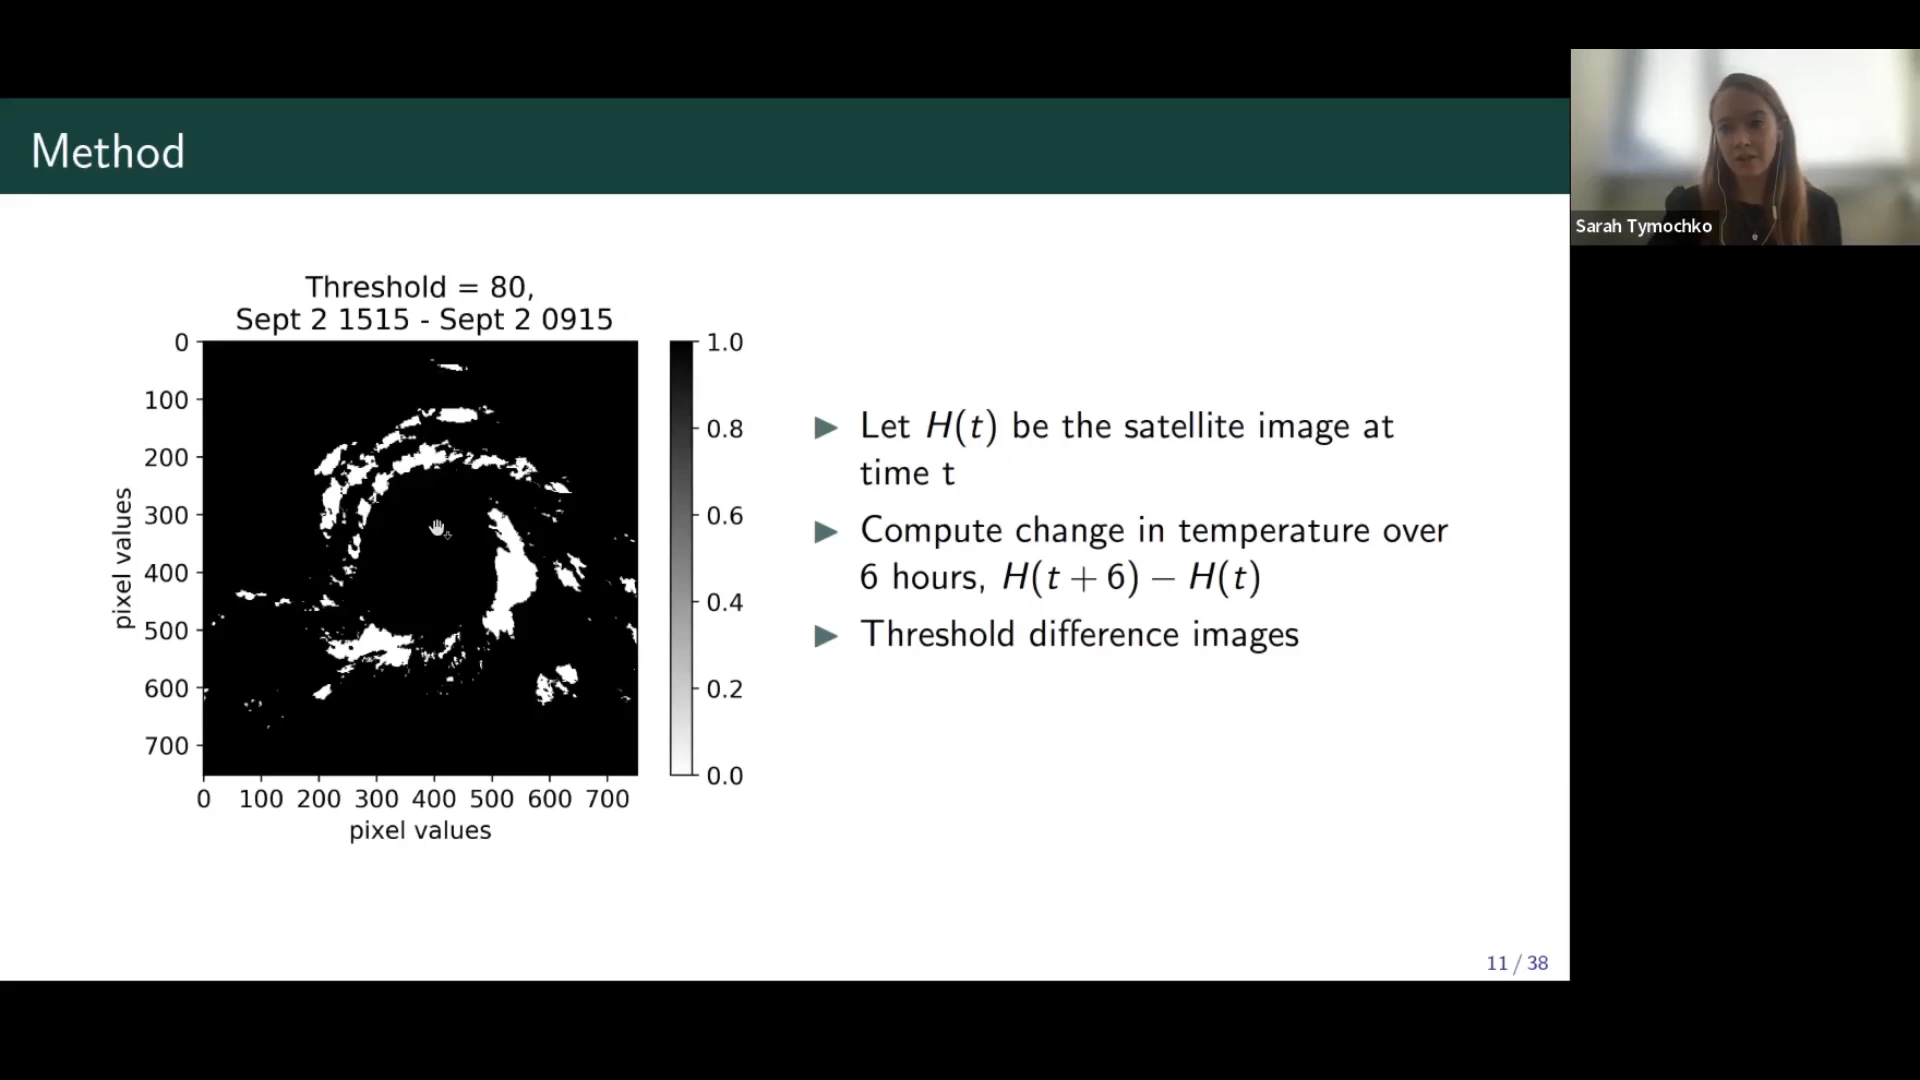 Method
Sarah Tymochko
Threshold = 80,
Sept 2 1515 - Sept 2 0915
0
100
200
300
400
500
600
700
pixel values
0 100 200 300 400 500 600 700
pixel values
1.0
0.8
0.6
0.4
0.2
0.0
▶ Let H(t) be the satellite image at
time t
▶ Compute change in temperature over
6 hours, H(t + 6) − H(t)
▶ Threshold difference images
11 / 38